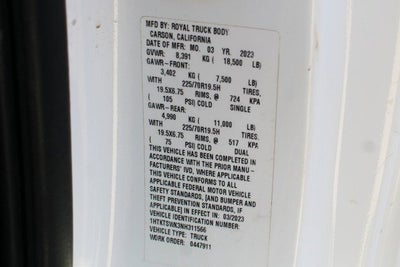 MFD BY: ROYAL TRUCK BODY
CARSON, CALIFORNIA
DATE OF MFR: MO. 03 YR. 2023
GVWR: 8,391 KG ( 18,500 LB)
GAWR-FRONT:
3,402 KG ( 7,500 LB)
WITH 225/70R19.5H TIRES,
19.5X6.75 RIMS, @ 724 KPA
( 105 PSI) COLD SINGLE
GAWR-REAR:
4,990 KG ( 11,000 LB)
WITH 225/70R19.5H TIRES,
19.5X6.75 RIMS, @ 517 KPA
( 75 PSI) COLD DUAL
THIS VEHICLE HAS BEEN COMPLETED IN
ACCORDANCE WITH THE PRIOR MANU -
FACTURERS' IVD, WHERE APPLICABLE
THIS VEHICLE CONFORMS TO ALL
APPLICABLE FEDERAL MOTOR VEHICLE
SAFETY STANDARDS, [AND BUMPER AND
THEFT PREVENTION STANDARDS, IF
APPLICABLE] IN EFFECT IN 03/2023
VEHICLE IDENTIFICATION NUMBER:
1HTKTSWK3NH311566
VEHICLE TYPE: TRUCK
WORK ORDER: 0447911